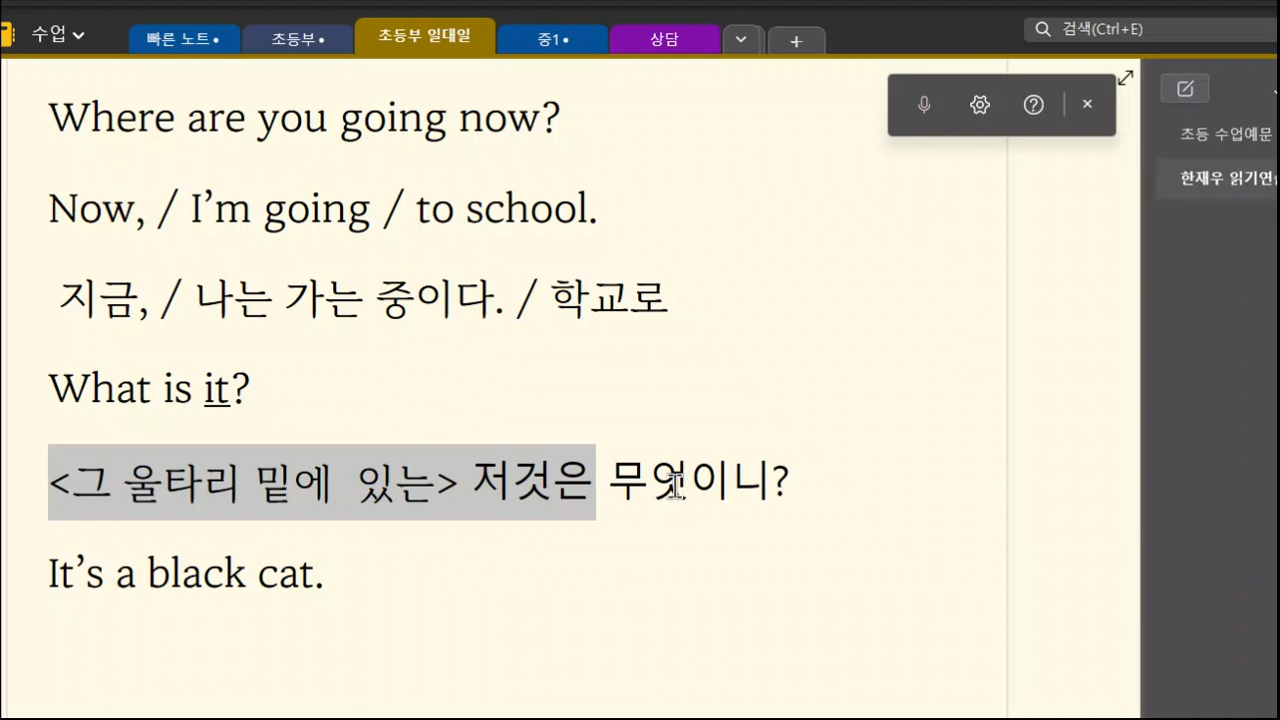 수업
빠른 노트• 초등부• 초등부 일대일 중1• 상담 +
검색(Ctrl+E)
Where are you going now?
Now, / I’m going / to school.
지금, / 나는 가는 중이다. / 학교로
What is it?
<그 울타리 밑에  있는> 저것은 무엇이니?
It’s a black cat.
초등 수업예문
한재우 읽기연